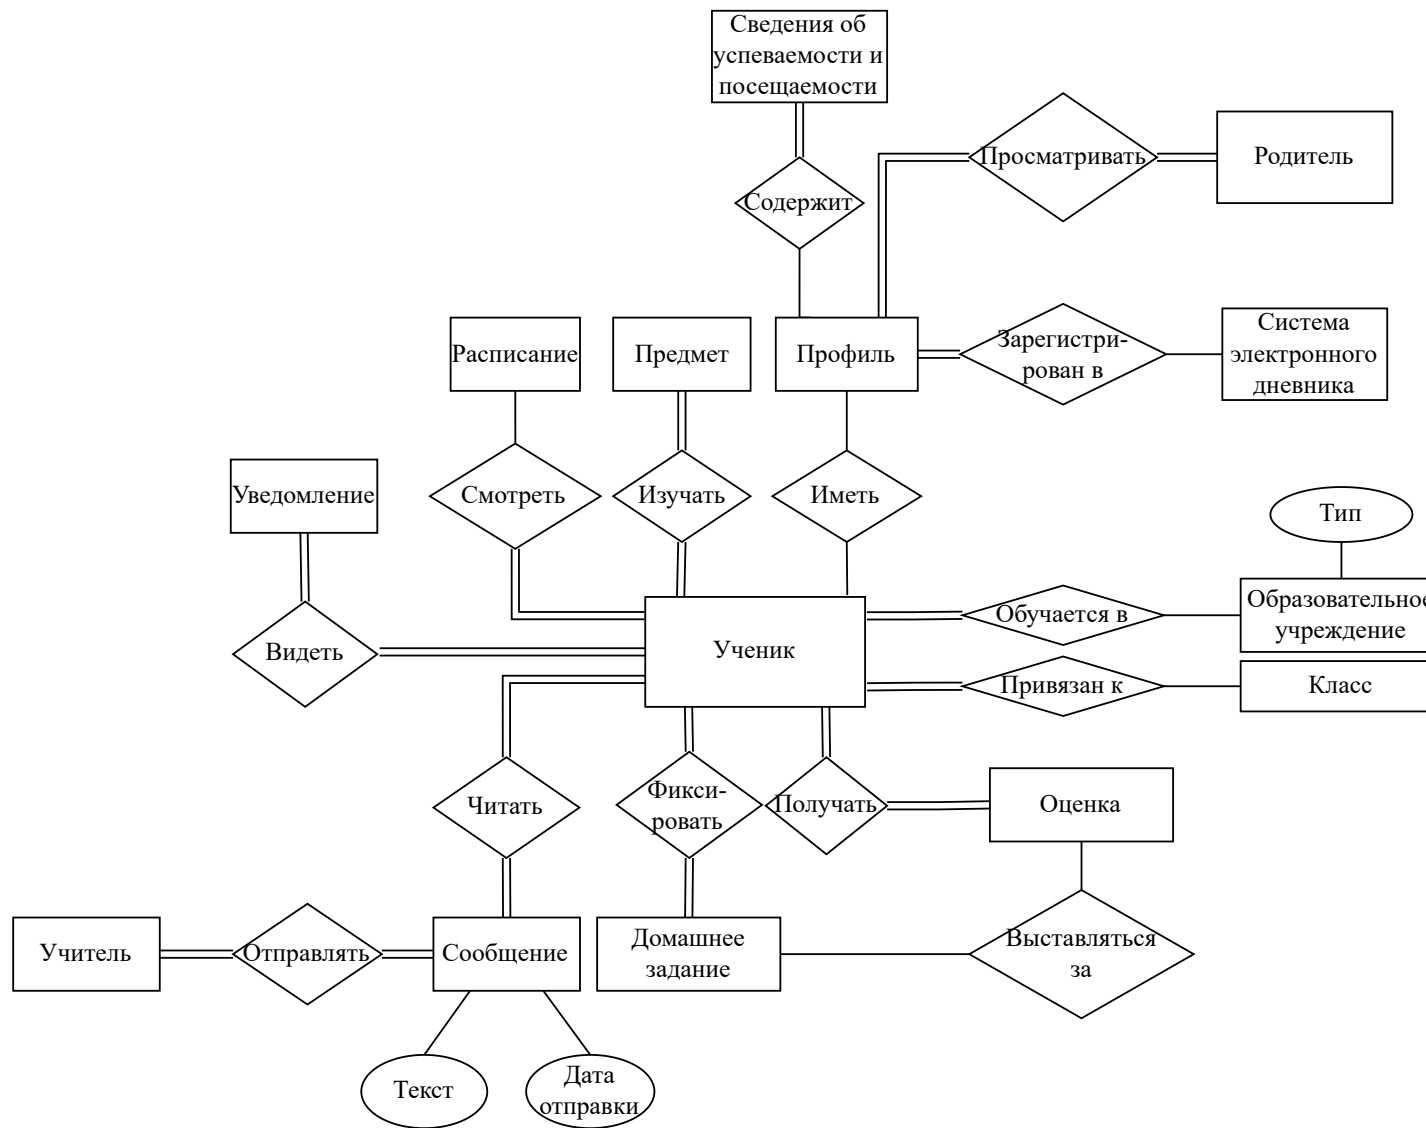 Сведения об
успеваемости и
посещаемости
Просматривать
Родитель
Содержит
Расписание
Предмет
Профиль
Зарегистри-
рован в
Система
электронного
дневника
Уведомление
Смотреть
Изучать
Иметь
Тип
Видеть
Ученик
Обучается в
Образовательное
учреждение
Привязан к
Класс
Читать
Фикси-
ровать
Получать
Оценка
Учитель
Отправлять
Сообщение
Домашнее
задание
Выставляться
за
Текст
Дата
отправки